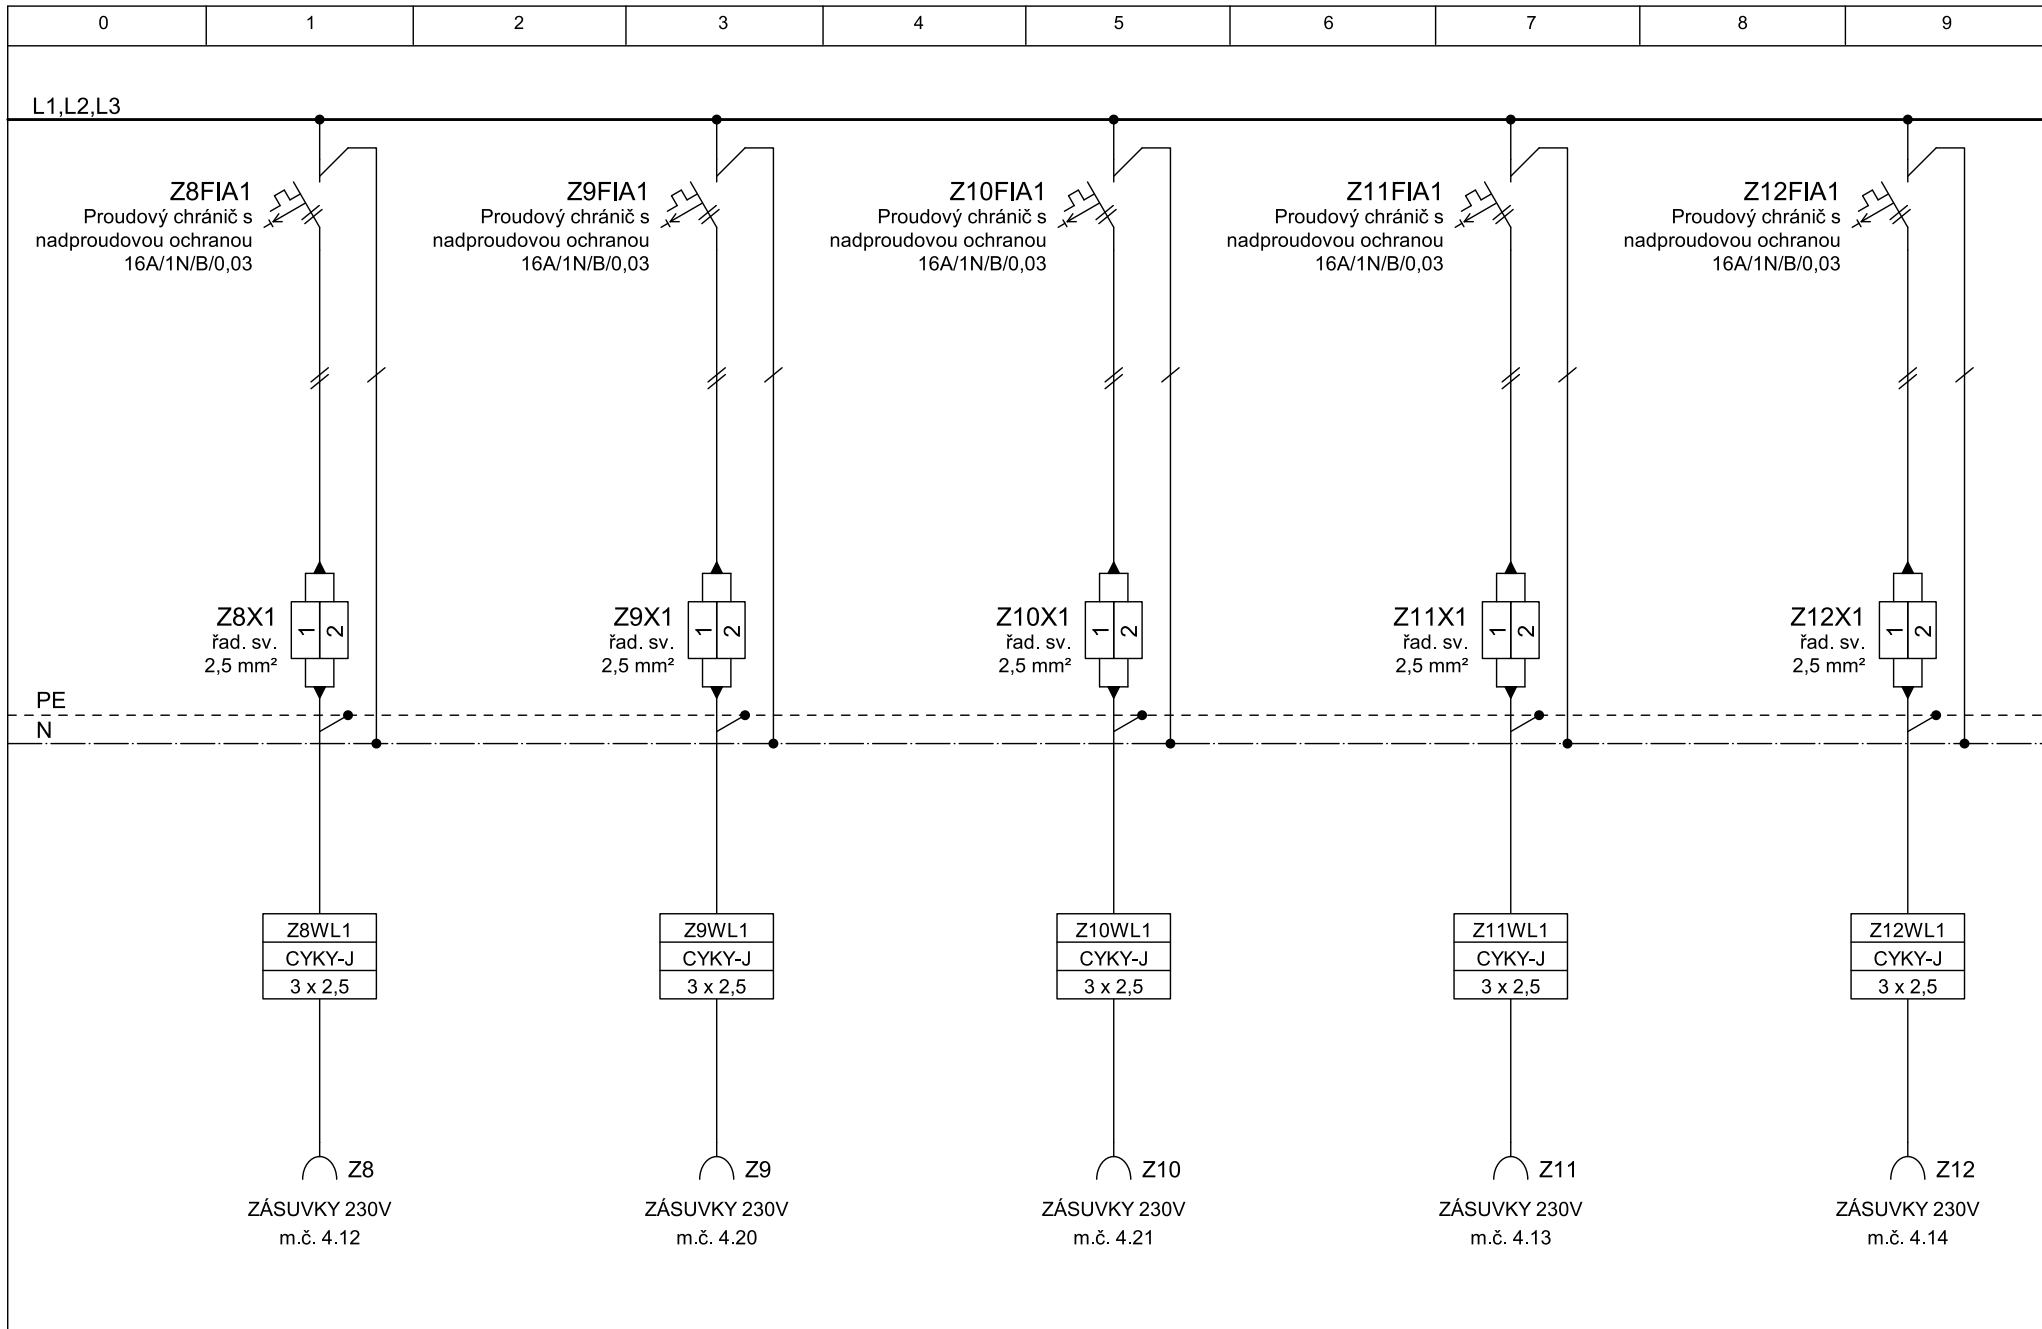 0 1 2 3 4 5 6 7 8 9
L1,L2,L3
Z8FIA1
Proudový chránič s
nadproudovou ochranou
16A/1N/B/0,03
Z9FIA1
Proudový chránič s
nadproudovou ochranou
16A/1N/B/0,03
Z10FIA1
Proudový chránič s
nadproudovou ochranou
16A/1N/B/0,03
Z11FIA1
Proudový chránič s
nadproudovou ochranou
16A/1N/B/0,03
Z12FIA1
Proudový chránič s
nadproudovou ochranou
16A/1N/B/0,03
Z8X1
řad. sv.
2,5 mm²
1
2
Z9X1
řad. sv.
2,5 mm²
1
2
Z10X1
řad. sv.
2,5 mm²
1
2
Z11X1
řad. sv.
2,5 mm²
1
2
Z12X1
řad. sv.
2,5 mm²
1
2
PE
N
Z8WL1
CYKY-J
3 x 2,5
Z9WL1
CYKY-J
3 x 2,5
Z10WL1
CYKY-J
3 x 2,5
Z11WL1
CYKY-J
3 x 2,5
Z12WL1
CYKY-J
3 x 2,5
Z8
ZÁSUVKY 230V
m.č. 4.12
Z9
ZÁSUVKY 230V
m.č. 4.20
Z10
ZÁSUVKY 230V
m.č. 4.21
Z11
ZÁSUVKY 230V
m.č. 4.13
Z12
ZÁSUVKY 230V
m.č. 4.14